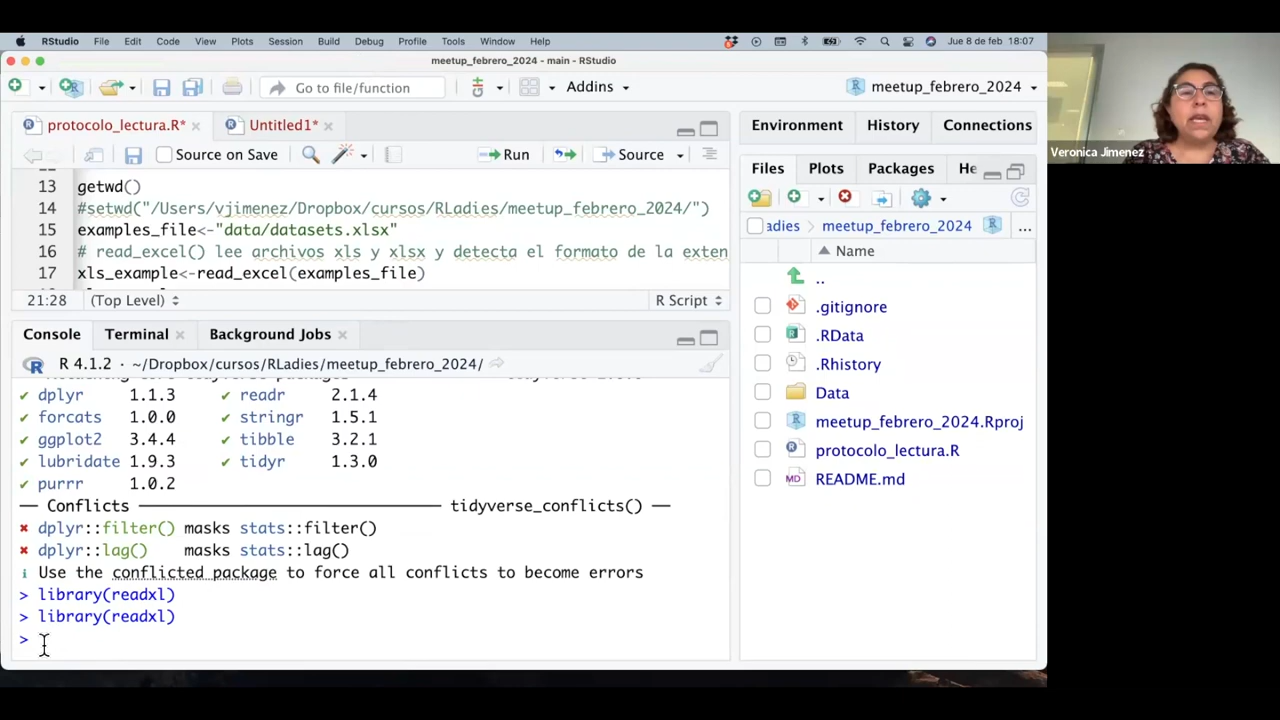 RStudio File Edit Code View Plots Session Build Debug Profile Tools Window Help Jue 8 de feb 18:07
meetup_febrero_2024 - main - RStudio
Go to file/function Addins meetup_febrero_2024
protocolo_lectura.R* Untitled1*
Source on Save Run Source
13 getwd()
14 #setwd("/Users/vjimenez/Dropbox/cursos/RLadies/meetup_febrero_2024/")
15 examples_file<-"data/datasets.xlsx"
16 # read_excel() lee archivos xls y xlsx y detecta el formato de la exten
17 xls_example<-read_excel(examples_file)
21:28 (Top Level) R Script
Console Terminal Background Jobs
R 4.1.2 · ~/Dropbox/cursos/RLadies/meetup_febrero_2024/
✔ dplyr 1.1.3 ✔ readr 2.1.4
✔ forcats 1.0.0 ✔ stringr 1.5.1
✔ ggplot2 3.4.4 ✔ tibble 3.2.1
✔ lubridate 1.9.3 ✔ tidyr 1.3.0
✔ purrr 1.0.2
── Conflicts ────────── tidyverse_conflicts() ──
✖ dplyr::filter() masks stats::filter()
✖ dplyr::lag() masks stats::lag()
ℹ Use the conflicted package to force all conflicts to become errors
> library(readxl)
> library(readxl)
>
Environment History Connections
Files Plots Packages He
adies meetup_febrero_2024 ...
Name
..
.gitignore
.RData
.Rhistory
Data
meetup_febrero_2024.Rproj
protocolo_lectura.R
README.md
Veronica Jimenez